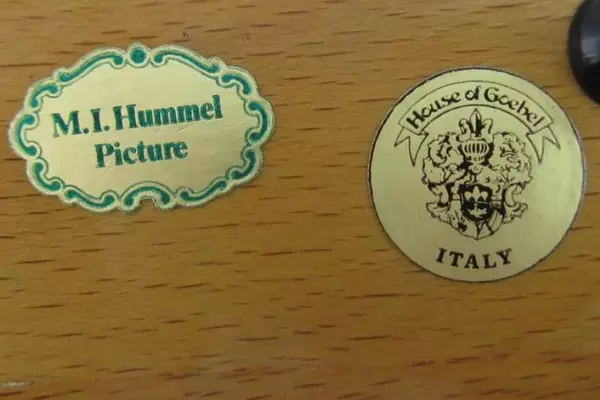 M.I. Hummel
Picture
House of Goebel
ITALY